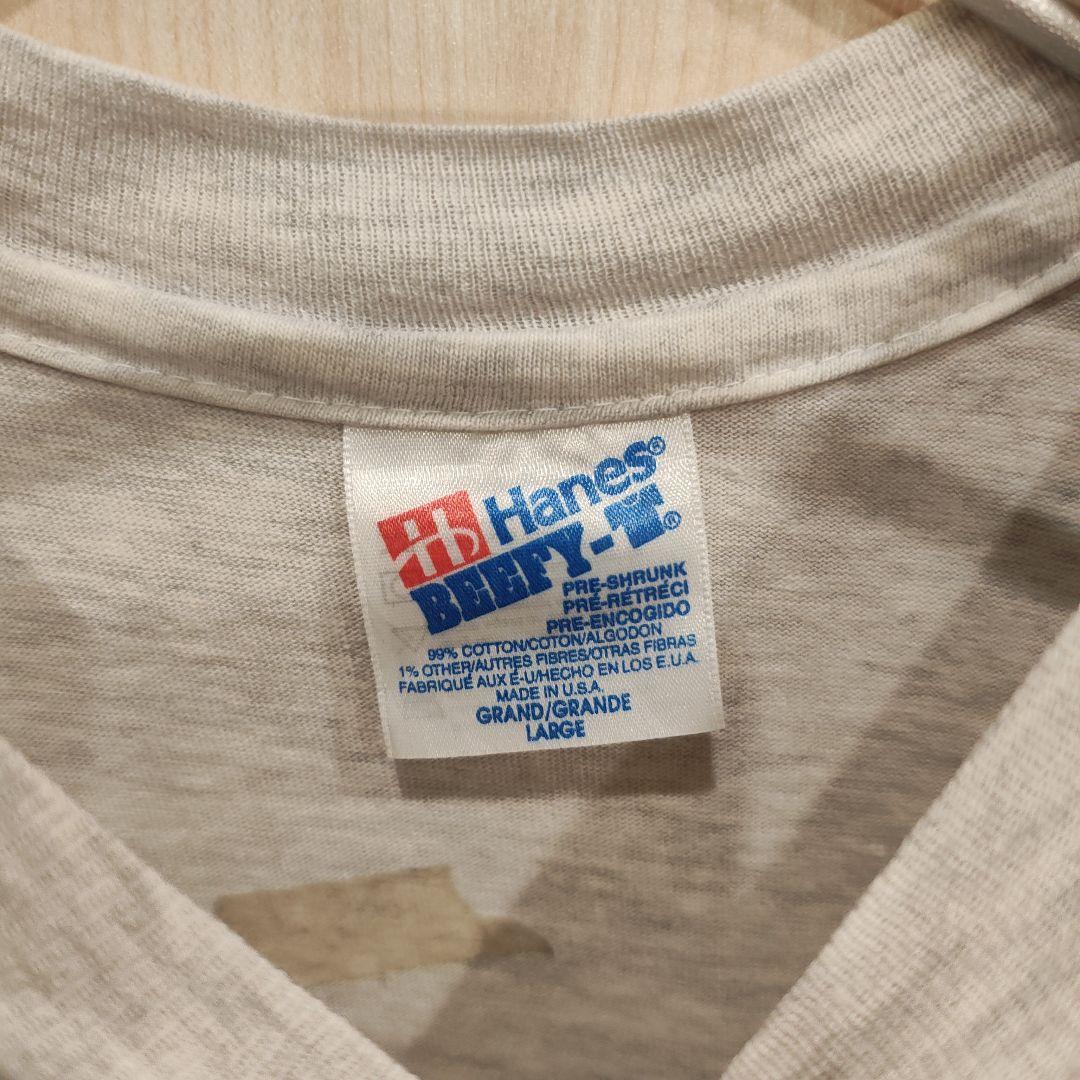 Hanes®
BEEFY-T®
PRE-SHRUNK
PRÉ-RÉTRÉCI
PRE-ENCOGIDO
99% COTTON/COTON/ALGODON
1% OTHER/AUTRES FIBRES/OTRAS FIBRAS
FABRIQUÉ AUX É-U/HECHO EN LOS E.U.A.
MADE IN U.S.A.
GRAND/GRANDE
LARGE